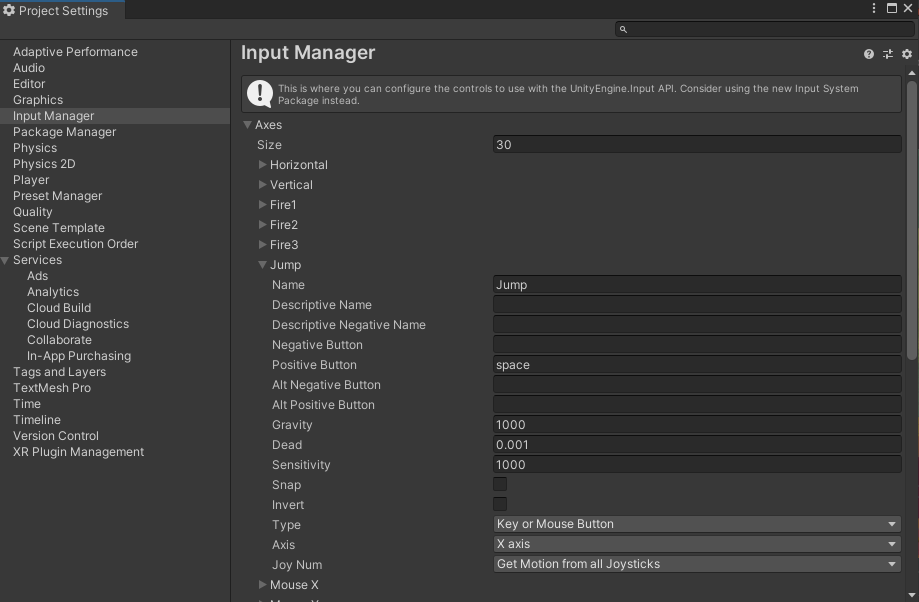 Project Settings
Adaptive Performance
Audio
Editor
Graphics
Input Manager
Package Manager
Physics
Physics 2D
Player
Preset Manager
Quality
Scene Template
Script Execution Order
Services
Ads
Analytics
Cloud Build
Cloud Diagnostics
Collaborate
In-App Purchasing
Tags and Layers
TextMesh Pro
Time
Timeline
Version Control
XR Plugin Management
Input Manager
This is where you can configure the controls to use with the UnityEngine.Input API. Consider using the new Input System
Package instead.
Axes
Size 30
Horizontal
Vertical
Fire1
Fire2
Fire3
Jump
Name Jump
Descriptive Name
Descriptive Negative Name
Negative Button
Positive Button space
Alt Negative Button
Alt Positive Button
Gravity 1000
Dead 0.001
Sensitivity 1000
Snap
Invert
Type Key or Mouse Button
Axis X axis
Joy Num Get Motion from all Joysticks
Mouse X